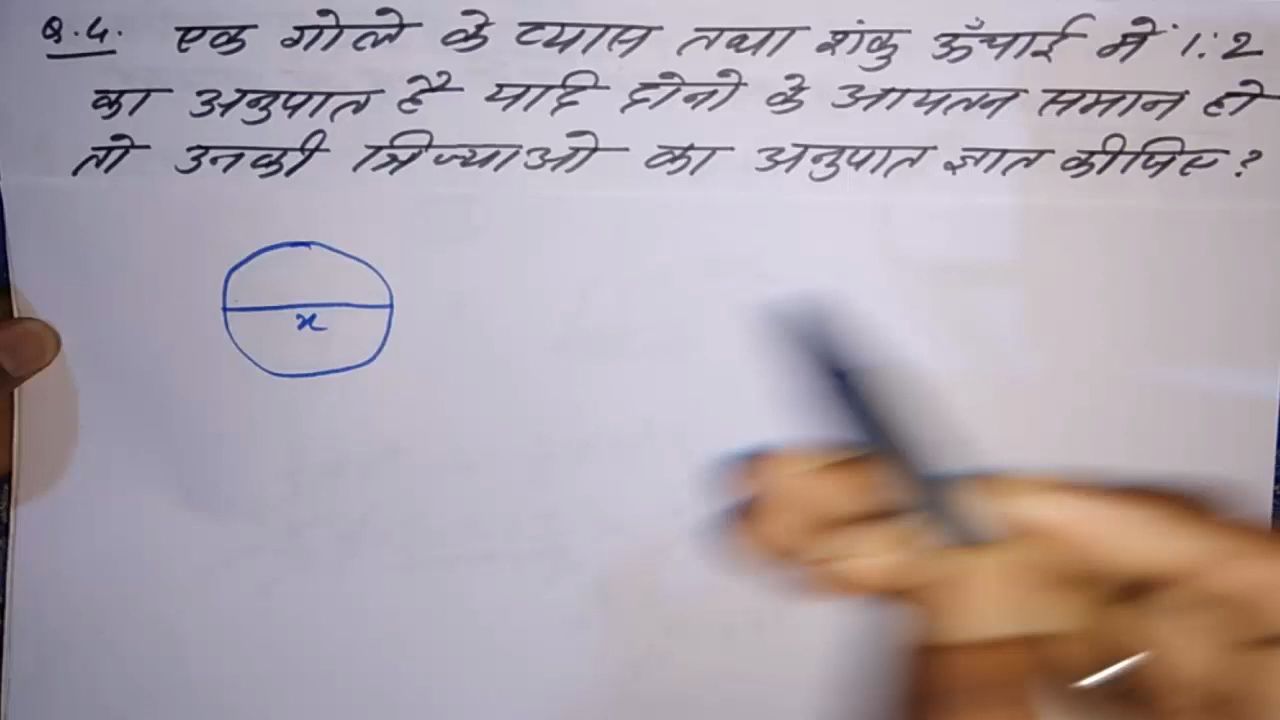 Q.4. एक गोले के व्यास तथा शंकु ऊँचाई में 1:2
का अनुपात है यदि दोनो के आयतन समान हो
तो उनकी त्रिज्याओ का अनुपात ज्ञात कीजिए ?
x